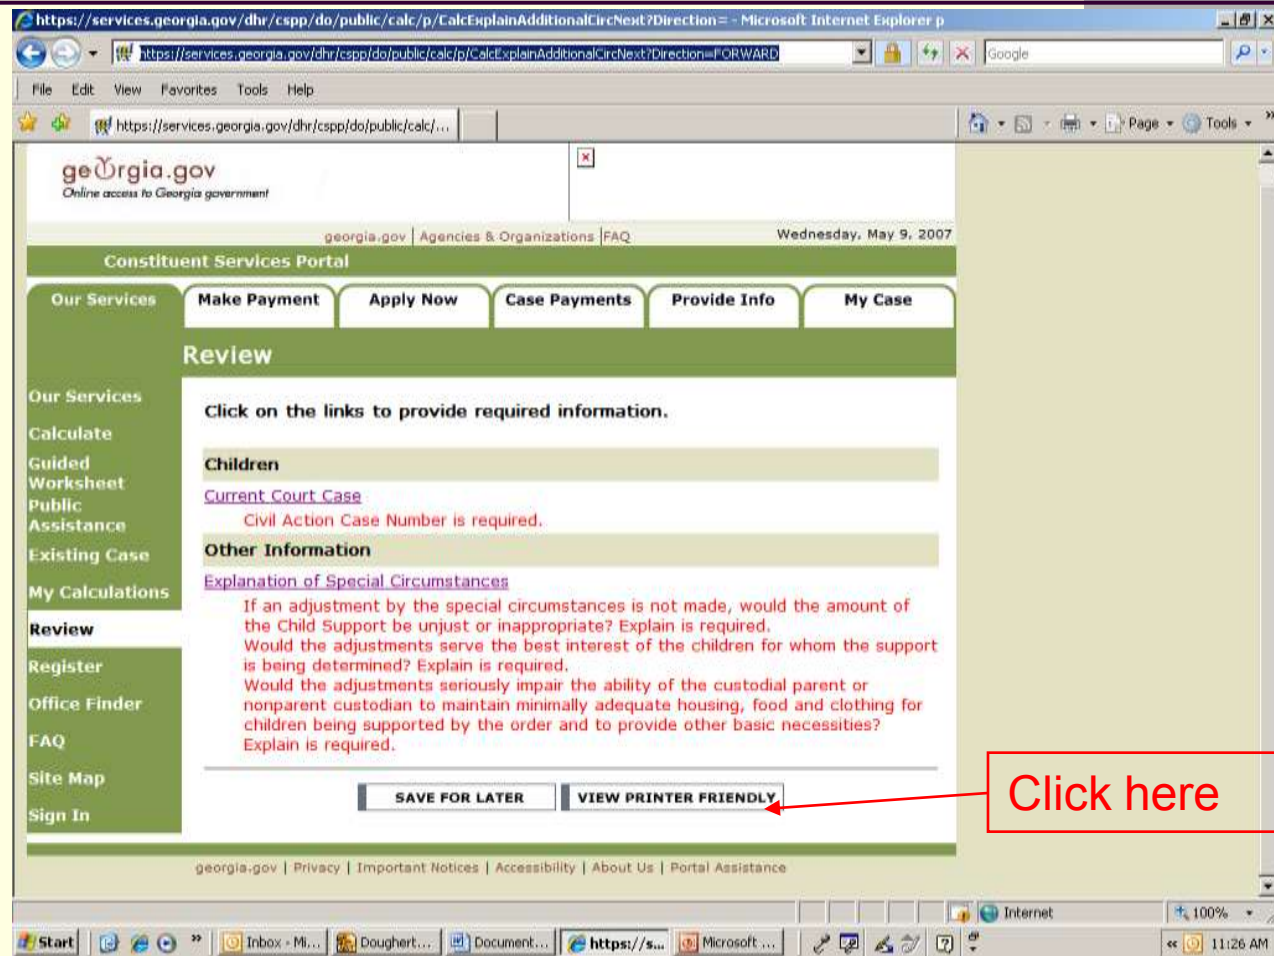 https://services.georgia.gov/dhr/cspp/do/public/calc/p/CalcExplainAdditionalCircNext?Direction= - Microsoft Internet Explorer p
https://services.georgia.gov/dhr/cspp/do/public/calc/p/CalcExplainAdditionalCircNext?Direction=FORWARD
Google
File Edit View Favorites Tools Help
https://services.georgia.gov/dhr/cspp/do/public/calc/...
Page Tools
georgia.gov
Online access to Georgia government
georgia.gov | Agencies & Organizations |FAQ
Wednesday, May 9, 2007
Constituent Services Portal
Our Services
Make Payment
Apply Now
Case Payments
Provide Info
My Case
Review
Our Services
Calculate
Guided
Worksheet
Public
Assistance
Existing Case
My Calculations
Review
Register
Office Finder
FAQ
Site Map
Sign In
Click on the links to provide required information.
Children
Current Court Case
Civil Action Case Number is required.
Other Information
Explanation of Special Circumstances
If an adjustment by the special circumstances is not made, would the amount of
the Child Support be unjust or inappropriate? Explain is required.
Would the adjustments serve the best interest of the children for whom the support
is being determined? Explain is required.
Would the adjustments seriously impair the ability of the custodial parent or
nonparent custodian to maintain minimally adequate housing, food and clothing for
children being supported by the order and to provide other basic necessities?
Explain is required.
SAVE FOR LATER
VIEW PRINTER FRIENDLY
Click here
georgia.gov | Privacy | Important Notices | Accessibility | About Us | Portal Assistance
Internet
100%
Start
Inbox - Mi...
Doughert...
Document...
https://s...
Microsoft ...
11:26 AM